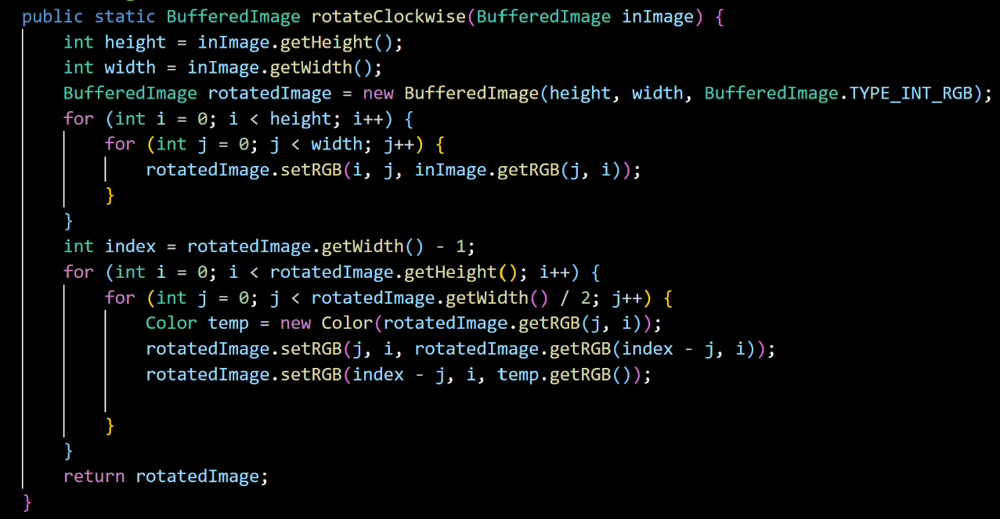 public static BufferedImage rotateClockwise(BufferedImage inImage) {
    int height = inImage.getHeight();
    int width = inImage.getWidth();
    BufferedImage rotatedImage = new BufferedImage(height, width, BufferedImage.TYPE_INT_RGB);
    for (int i = 0; i < height; i++) {
        for (int j = 0; j < width; j++) {
            rotatedImage.setRGB(i, j, inImage.getRGB(j, i));
        }
    }
    int index = rotatedImage.getWidth() - 1;
    for (int i = 0; i < rotatedImage.getHeight(); i++) {
        for (int j = 0; j < rotatedImage.getWidth() / 2; j++) {
            Color temp = new Color(rotatedImage.getRGB(j, i));
            rotatedImage.setRGB(j, i, rotatedImage.getRGB(index - j, i));
            rotatedImage.setRGB(index - j, i, temp.getRGB());

        }
    }
    return rotatedImage;
}